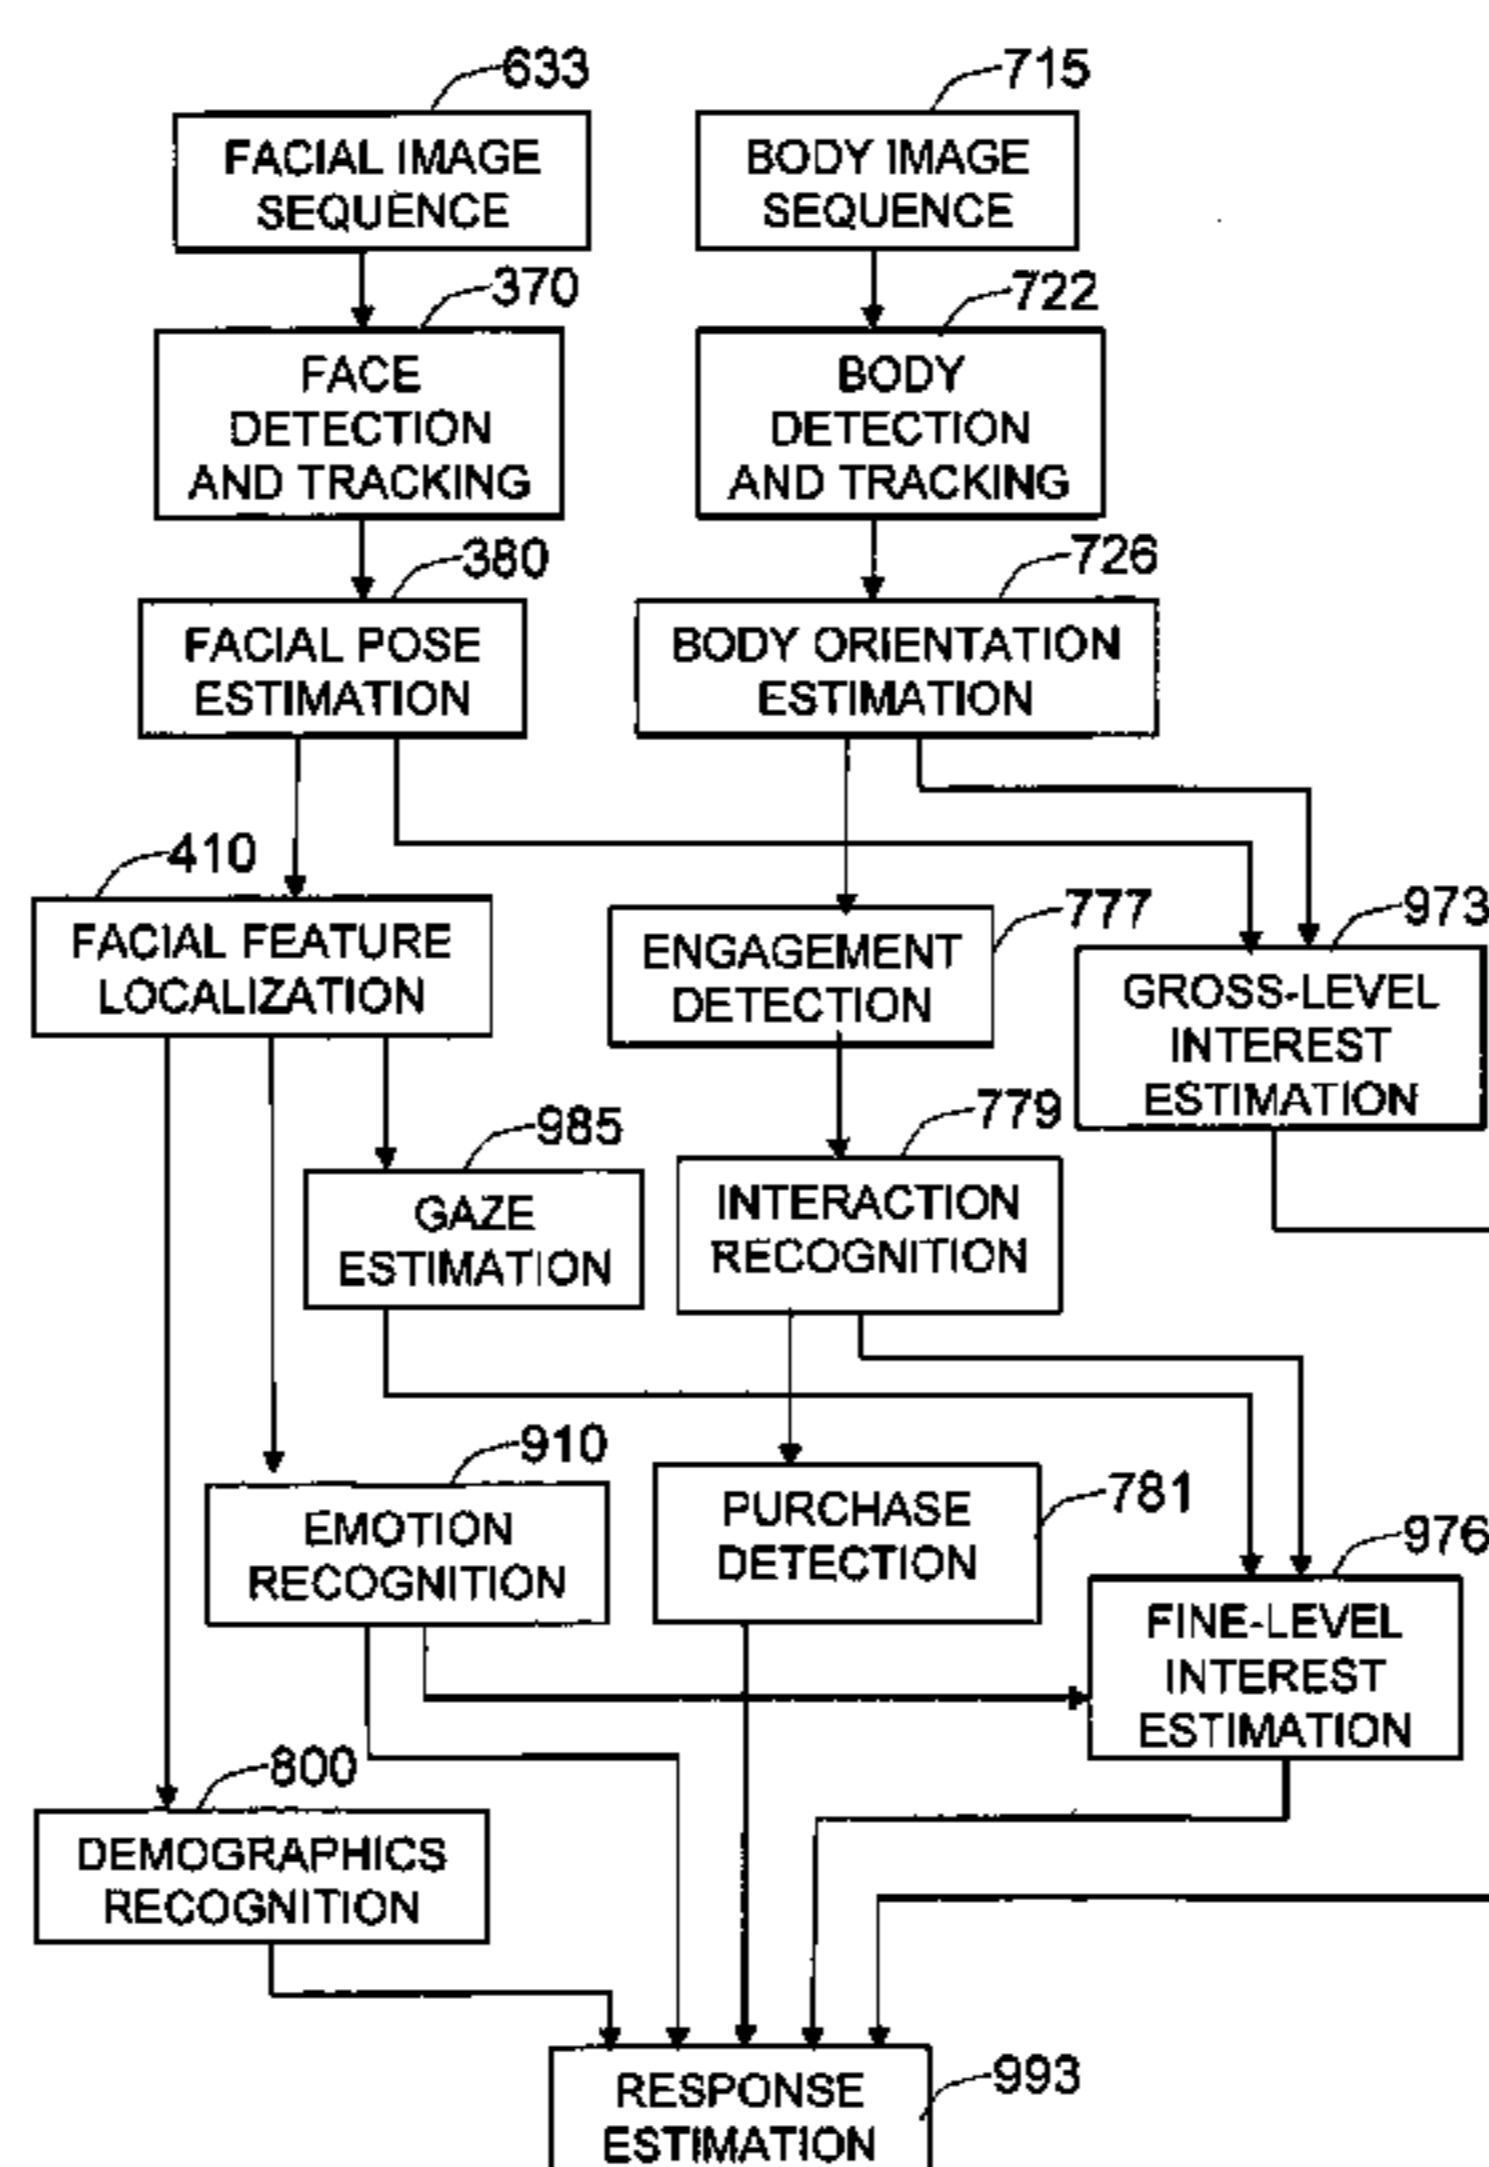 633
715
FACIAL IMAGE
SEQUENCE
BODY IMAGE
SEQUENCE
370
722
FACE
DETECTION
AND TRACKING
BODY
DETECTION
AND TRACKING
380
726
FACIAL POSE
ESTIMATION
BODY ORIENTATION
ESTIMATION
410
777
973
FACIAL FEATURE
LOCALIZATION
ENGAGEMENT
DETECTION
GROSS-LEVEL
INTEREST
ESTIMATION
985
779
GAZE
ESTIMATION
INTERACTION
RECOGNITION
910
781
976
EMOTION
RECOGNITION
PURCHASE
DETECTION
FINE-LEVEL
INTEREST
ESTIMATION
800
DEMOGRAPHICS
RECOGNITION
993
RESPONSE
ESTIMATION